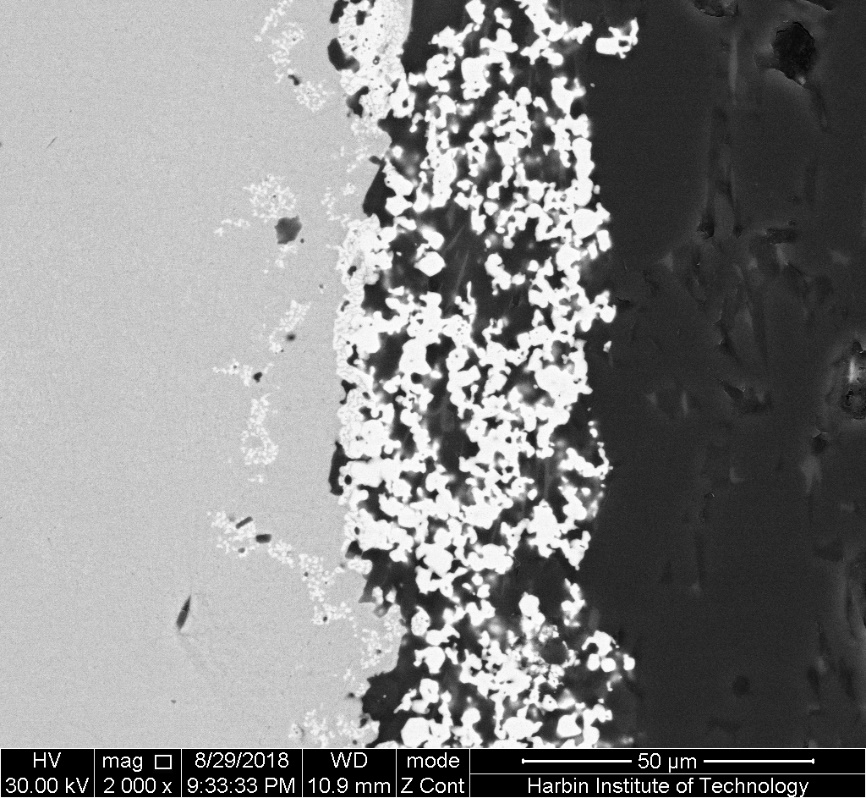 HV mag □ 8/29/2018 WD mode 50 µm
30.00 kV 2 000 x 9:33:33 PM 10.9 mm Z Cont Harbin Institute of Technology